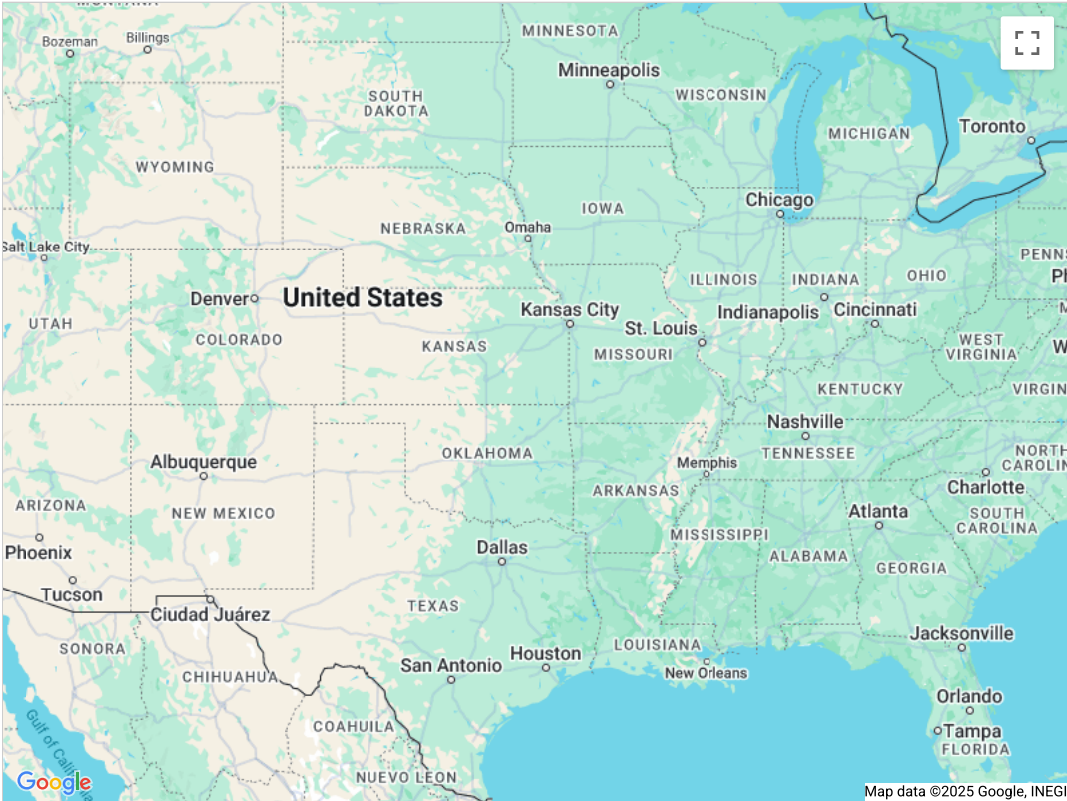 MONTANA
Bozeman
Billings
MINNESOTA
Minneapolis
SOUTH
DAKOTA
WISCONSIN
MICHIGAN
Toronto
WYOMING
Chicago
IOWA
NEBRASKA
Omaha
Salt Lake City
PENNS
ILLINOIS
INDIANA
OHIO
Ph
Denver
United States
Kansas City
Indianapolis
Cincinnati
M
UTAH
St. Louis
COLORADO
KANSAS
MISSOURI
WEST
VIRGINIA
W
KENTUCKY
VIRGIN
Nashville
TENNESSEE
OKLAHOMA
NORTH
CAROLIN
Albuquerque
Memphis
Charlotte
ARKANSAS
ARIZONA
NEW MEXICO
Atlanta
SOUTH
CAROLINA
MISSISSIPPI
Phoenix
Dallas
ALABAMA
GEORGIA
Tucson
TEXAS
Ciudad Juárez
Jacksonville
SONORA
LOUISIANA
Houston
San Antonio
New Orleans
CHIHUAHUA
Orlando
COAHUILA
Tampa
FLORIDA
Gulf of California
NUEVO LEON
Google
Map data ©2025 Google, INEGI